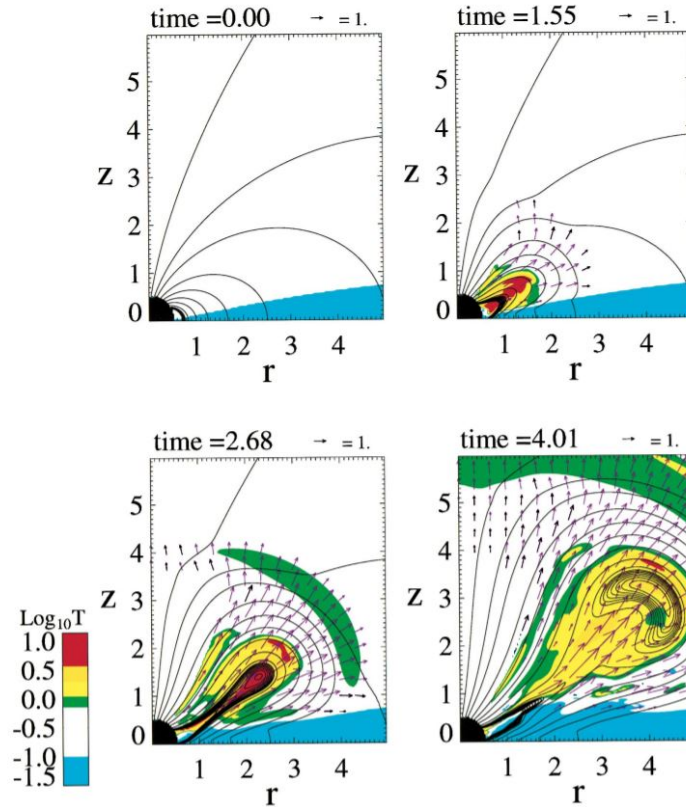 time =0.00 → = 1.
5
4
z 3
2
1
0
1 2 3 4
r
time =1.55 → = 1.
5
4
z 3
2
1
0
1 2 3 4
r
time =2.68 → = 1.
5
4
z 3
2
1
0
1 2 3 4
r
Log₁₀T
1.0
0.5
0.0
-0.5
-1.0
-1.5
time =4.01 → = 1.
5
4
z 3
2
1
0
1 2 3 4
r